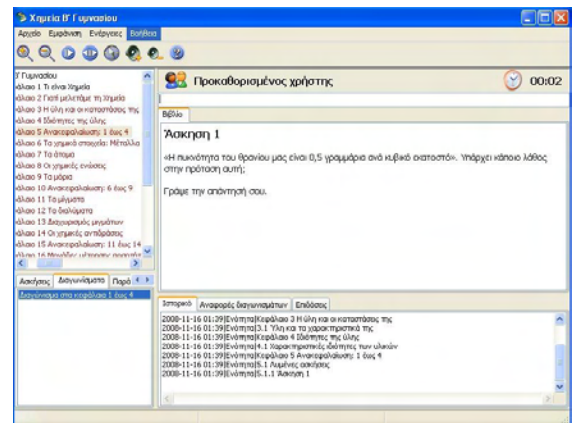 Χημεία Β΄ Γυμνασίου
Αρχείο Εμφάνιση Ενέργειες Βοήθεια
Προκαθορισμένος χρήστης
00:02
Βιβλίο
Άσκηση 1
«Η πυκνότητα του θρανίου μας είναι 0,5 γραμμάρια ανά κυβικό εκατοστό». Υπάρχει κάποιο λάθος
στην πρόταση αυτή;
Γράψε την απάντησή σου.
Γυμνασίου
άλαιο 1 Τι είναι Χημεία
άλαιο 2 Γιατί μελετάμε τη Χημεία
άλαιο 3 Η ύλη και οι καταστάσεις της
άλαιο 4 Ιδιότητες της ύλης
άλαιο 5 Ανακεφαλαίωση: 1 έως 4
άλαιο 6 Τα χημικά στοιχεία: Μέταλλα
άλαιο 7 Τα άτομα
άλαιο 8 Οι χημικές ενώσεις
άλαιο 9 Τα μόρια
άλαιο 10 Ανακεφαλαίωση: 6 έως 9
άλαιο 11 Τα μίγματα
άλαιο 12 Τα διαλύματα
άλαιο 13 Διαχωρισμός μιγμάτων
άλαιο 14 Οι χημικές αντιδράσεις
άλαιο 15 Ανακεφαλαίωση: 11 έως 14
άλαιο 16 Μονάδες μέτρησης
Ασκήσεις Διαγωνίσματα Παρό
Διαγώνισμα στα κεφάλαια 1 έως 4
Ιστορικό Αναφορές διαγωνισμάτων Επιδόσεις
2008-11-16 01:39|Ενότητα|Κεφάλαιο 3 Η ύλη και οι καταστάσεις της
2008-11-16 01:39|Ενότητα|3.1 Ύλη και τα χαρακτηριστικά της
2008-11-16 01:39|Ενότητα|Κεφάλαιο 4 Ιδιότητες της ύλης
2008-11-16 01:39|Ενότητα|4.1 Χαρακτηριστικές ιδιότητες των υλικών
2008-11-16 01:39|Ενότητα|Κεφάλαιο 5 Ανακεφαλαίωση: 1 έως 4
2008-11-16 01:39|Ενότητα|5.1 Λυμένες ασκήσεις
2008-11-16 01:39|Ενότητα|5.1.1 Άσκηση 1